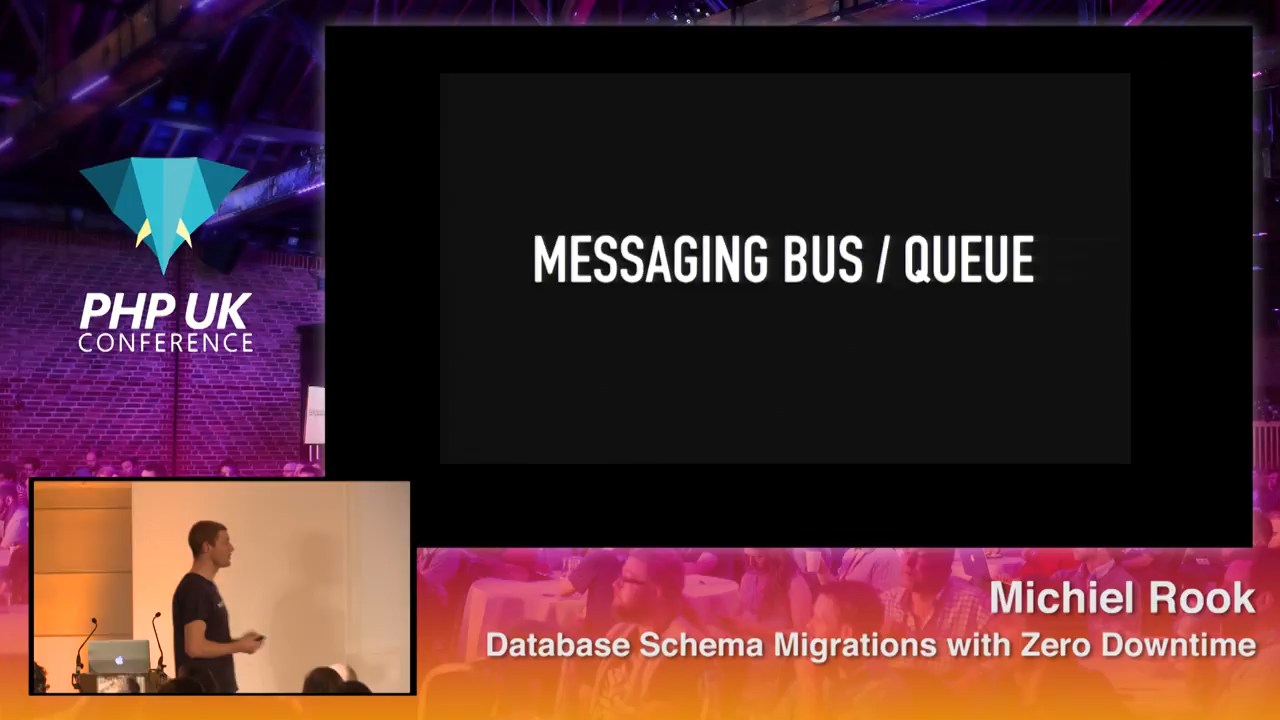 MESSAGING BUS / QUEUE
PHP UK
CONFERENCE
Michiel Rook
Database Schema Migrations with Zero Downtime